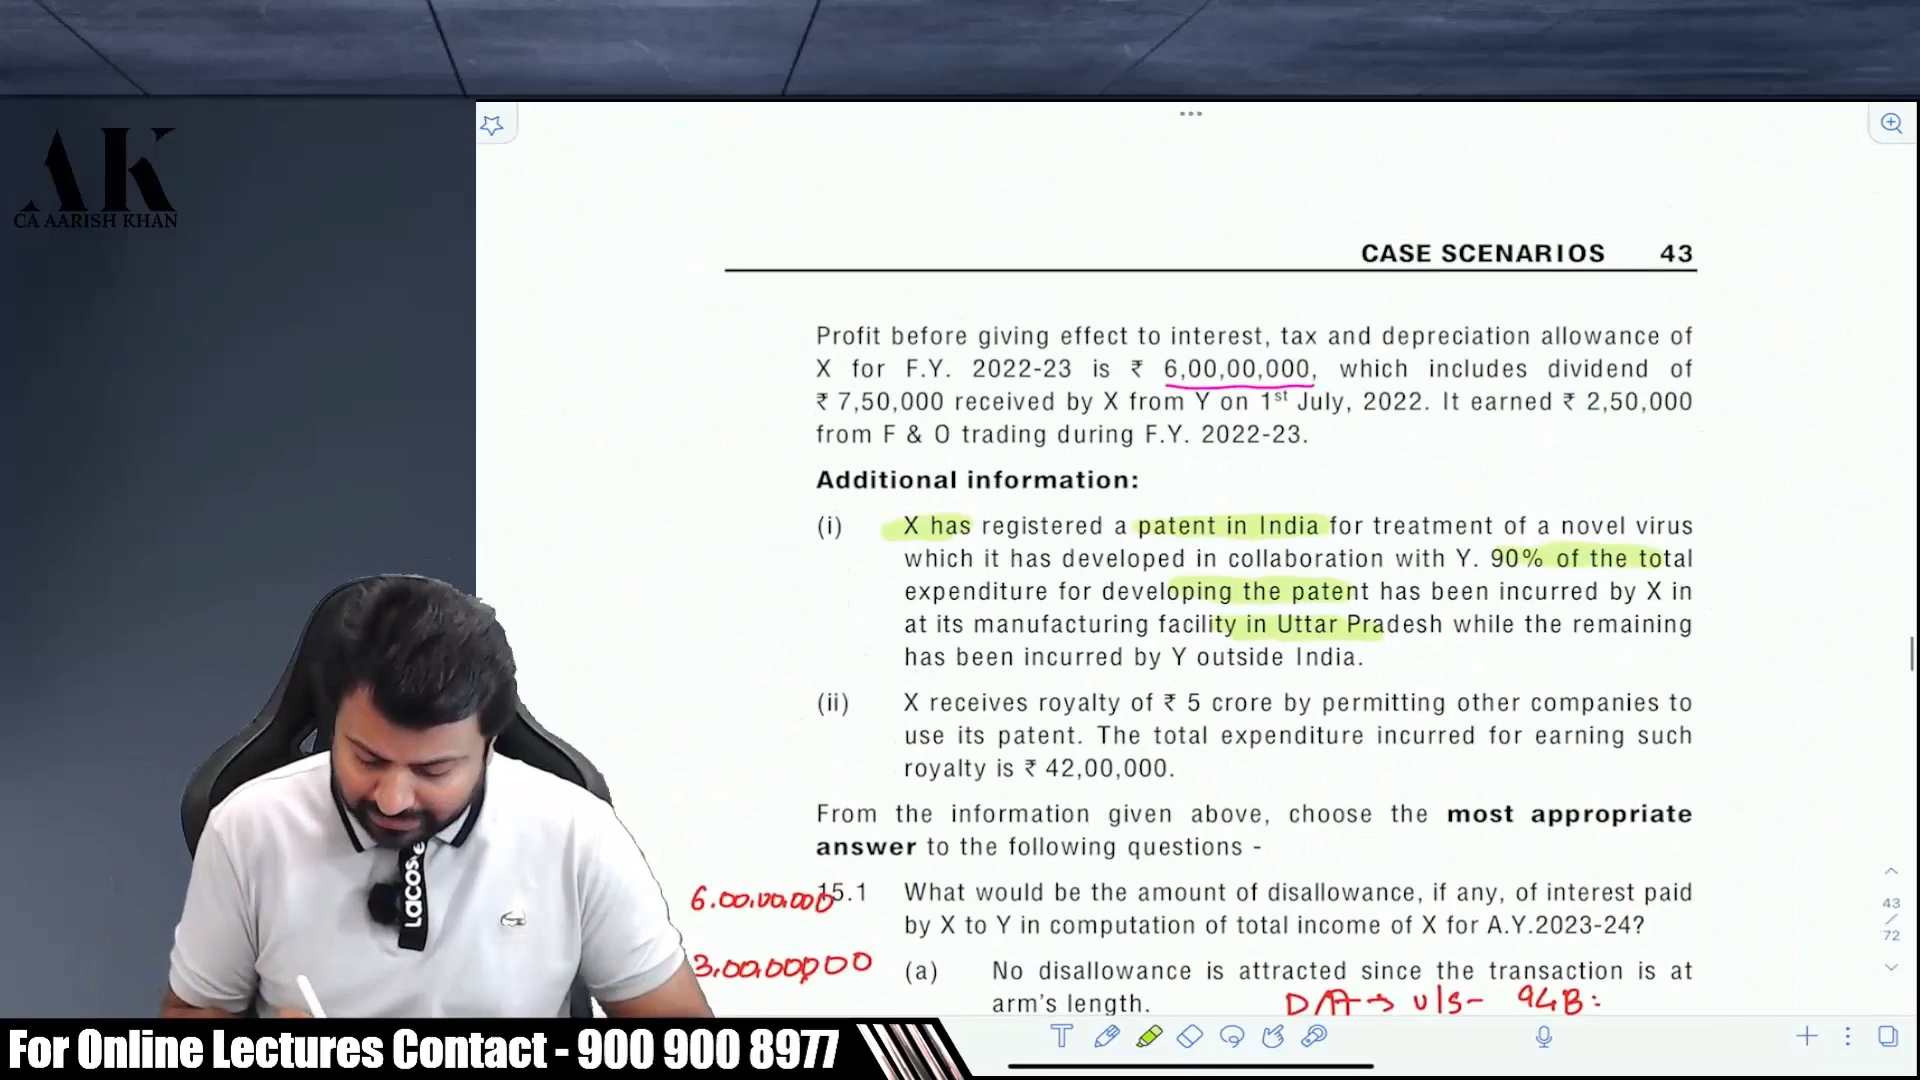 AK
CA AARISH KHAN
CASE SCENARIOS 43
Profit before giving effect to interest, tax and depreciation allowance of
X for F.Y. 2022-23 is ₹ 6,00,00,000, which includes dividend of
₹ 7,50,000 received by X from Y on 1st July, 2022. It earned ₹ 2,50,000
from F & O trading during F.Y. 2022-23.
Additional information:
(i) X has registered a patent in India for treatment of a novel virus
which it has developed in collaboration with Y. 90% of the total
expenditure for developing the patent has been incurred by X in
at its manufacturing facility in Uttar Pradesh while the remaining
has been incurred by Y outside India.
(ii) X receives royalty of ₹ 5 crore by permitting other companies to
use its patent. The total expenditure incurred for earning such
royalty is ₹ 42,00,000.
From the information given above, choose the most appropriate
answer to the following questions -
6.00.00.000
15.1 What would be the amount of disallowance, if any, of interest paid
by X to Y in computation of total income of X for A.Y.2023-24?
3.00.00.000
(a) No disallowance is attracted since the transaction is at
arm's length.
D/A → u/s - 94B:
43
/
72
LACOSTE
For Online Lectures Contact - 900 900 8977